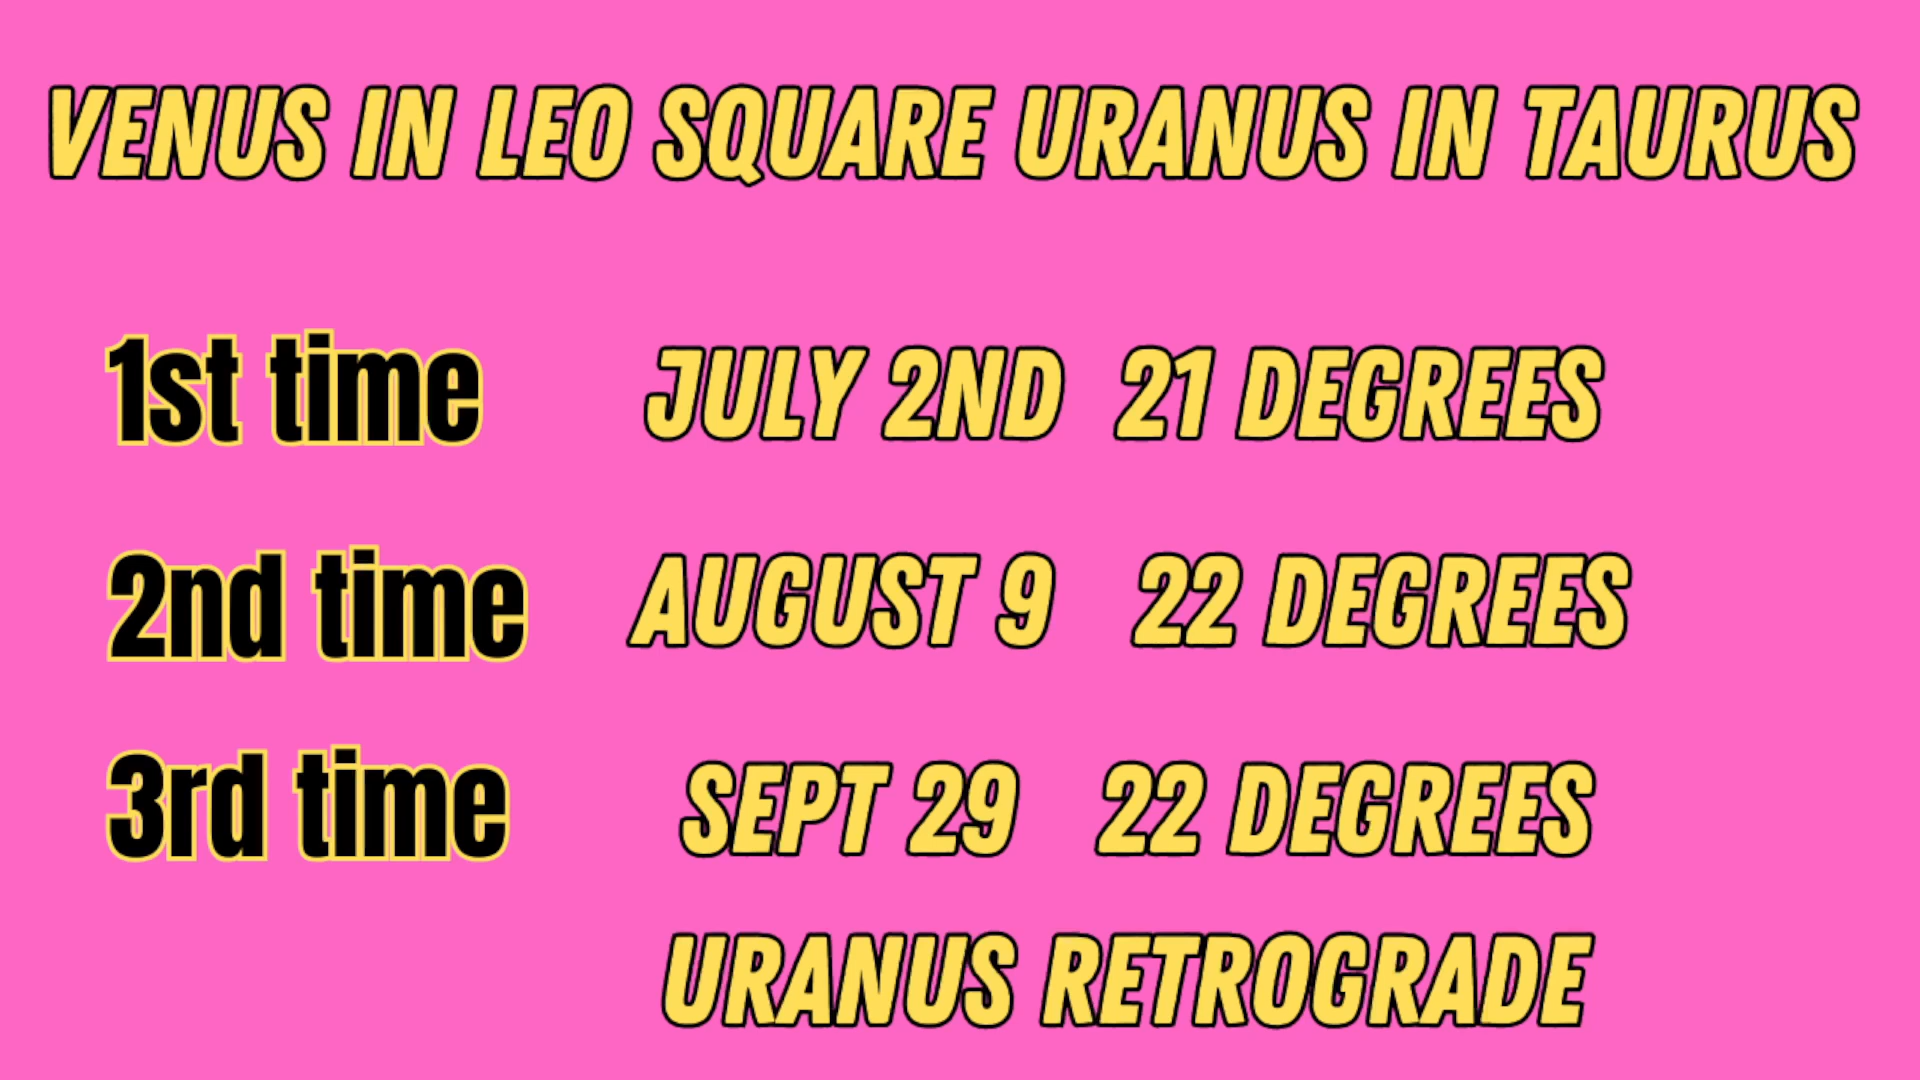 VENUS IN LEO SQUARE URANUS IN TAURUS
1st time JULY 2ND 21 DEGREES
2nd time AUGUST 9 22 DEGREES
3rd time SEPT 29 22 DEGREES
URANUS RETROGRADE